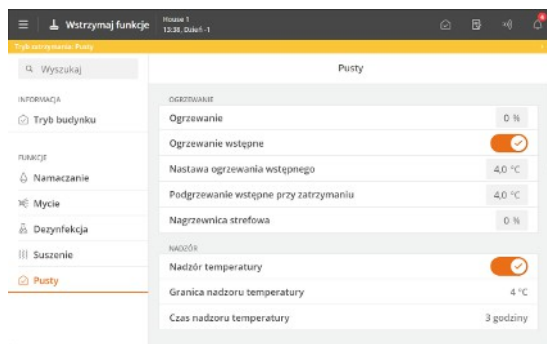 Wstrzymaj funkcje
House 1
13:38, Dzień -1
Tryb zatrzymania: Pusty
Wyszukaj
Pusty
INFORMACJA
Tryb budynku
FUNKCJE
Namaczanie
Mycie
Dezynfekcja
Suszenie
Pusty
OGRZEWANIE
Ogrzewanie 0 %
Ogrzewanie wstępne
Nastawa ogrzewania wstępnego 4,0 °C
Podgrzewanie wstępne przy zatrzymaniu 4,0 °C
Nagrzewnica strefowa 0 %
NADZÓR
Nadzór temperatury
Granica nadzoru temperatury 4 °C
Czas nadzoru temperatury 3 godziny